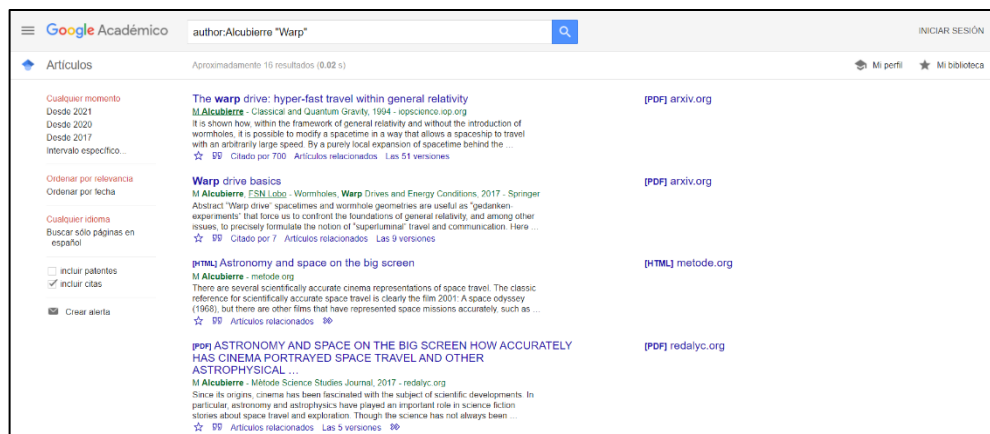 Google Académico
author:Alcubierre "Warp"
INICIAR SESIÓN
Artículos
Aproximadamente 16 resultados (0.02 s)
Mi perfil
Mi biblioteca
Cualquier momento
Desde 2021
Desde 2020
Desde 2017
Intervalo específico...
Ordenar por relevancia
Ordenar por fecha
Cualquier idioma
Buscar sólo páginas en
español
incluir patentes
incluir citas
Crear alerta
The warp drive: hyper-fast travel within general relativity
M Alcubierre - Classical and Quantum Gravity, 1994 - iopscience.iop.org
It is shown how, within the framework of general relativity and without the introduction of
wormholes, it is possible to modify a spacetime in a way that allows a spaceship to travel
with an arbitrarily large speed. By a purely local expansion of spacetime behind the ...
Citado por 700 Artículos relacionados Las 51 versiones
[PDF] arxiv.org
Warp drive basics
M Alcubierre, FSN Lobo - Wormholes, Warp Drives and Energy Conditions, 2017 - Springer
Abstract "Warp drive" spacetimes and wormhole geometries are useful as "gedanken-
experiments" that force us to confront the foundations of general relativity, and among other
issues, to precisely formulate the notion of "superluminal" travel and communication. Here ...
Citado por 7 Artículos relacionados Las 9 versiones
[PDF] arxiv.org
[HTML] Astronomy and space on the big screen
M Alcubierre - metode.org
There are several scientifically accurate cinema representations of space travel. The classic
reference for scientifically accurate space travel is clearly the film 2001: A space odyssey
(1968), but there are other films that have represented space missions accurately, such as ...
Artículos relacionados
[HTML] metode.org
[PDF] ASTRONOMY AND SPACE ON THE BIG SCREEN HOW ACCURATELY
HAS CINEMA PORTRAYED SPACE TRAVEL AND OTHER
ASTROPHYSICAL ...
M Alcubierre - Mètode Science Studies Journal, 2017 - redalyc.org
Since its origins, cinema has been fascinated with the subject of scientific developments. In
particular, astronomy and astrophysics have played an important role in science fiction
stories about space travel and exploration. Though the science has not always been ...
Artículos relacionados Las 5 versiones
[PDF] redalyc.org